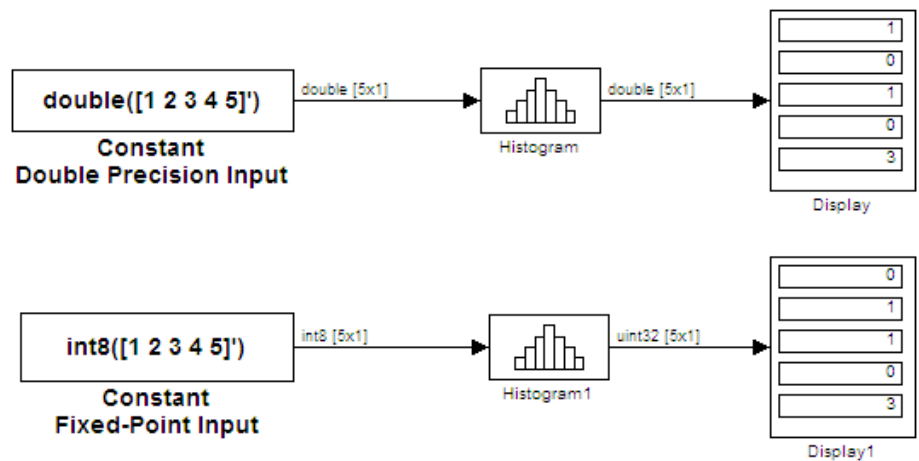 double([1 2 3 4 5]')
Constant
Double Precision Input
double [5x1]
Histogram
double [5x1]
1
0
1
0
3
Display
int8([1 2 3 4 5]')
Constant
Fixed-Point Input
int8 [5x1]
Histogram1
uint32 [5x1]
0
1
1
0
3
Display1